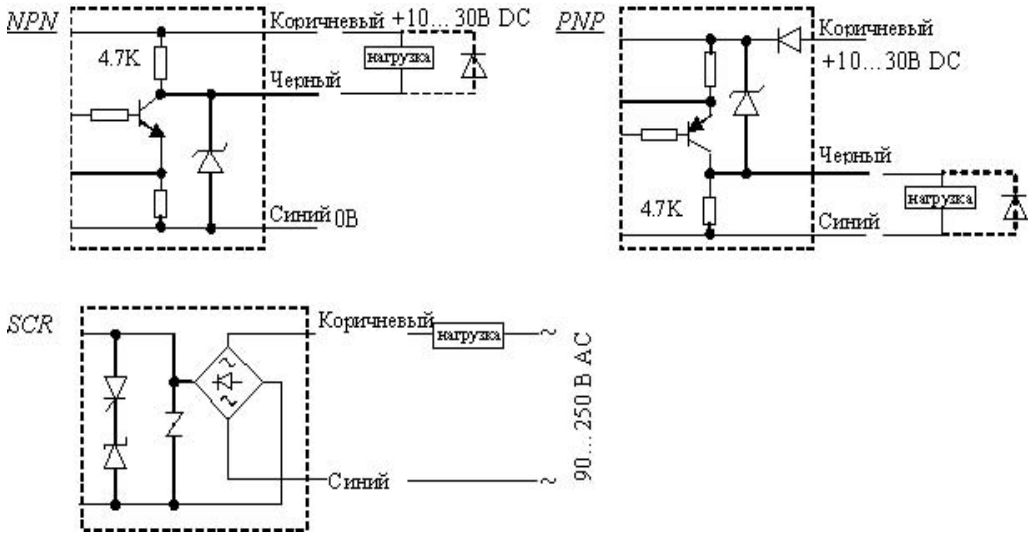 NPN
Коричневый +10...30В DC
4.7K
нагрузка
Черный
Синий 0В
PNP
Коричневый
+10...30В DC
Черный
4.7K
нагрузка
Синий
SCR
Коричневый
нагрузка
~
90...250 В AC
~
~
Синий
~